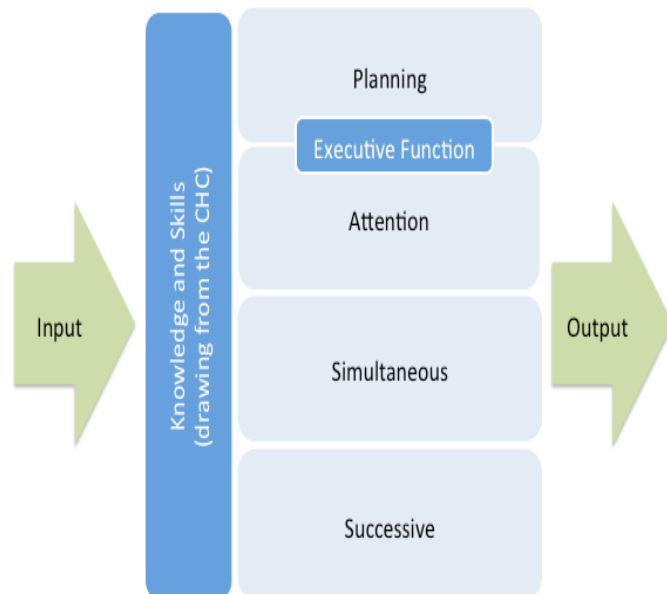 Planning
Executive Function
Attention
Knowledge and Skills
(drawing from the CHC)
Input
Output
Simultaneous
Successive